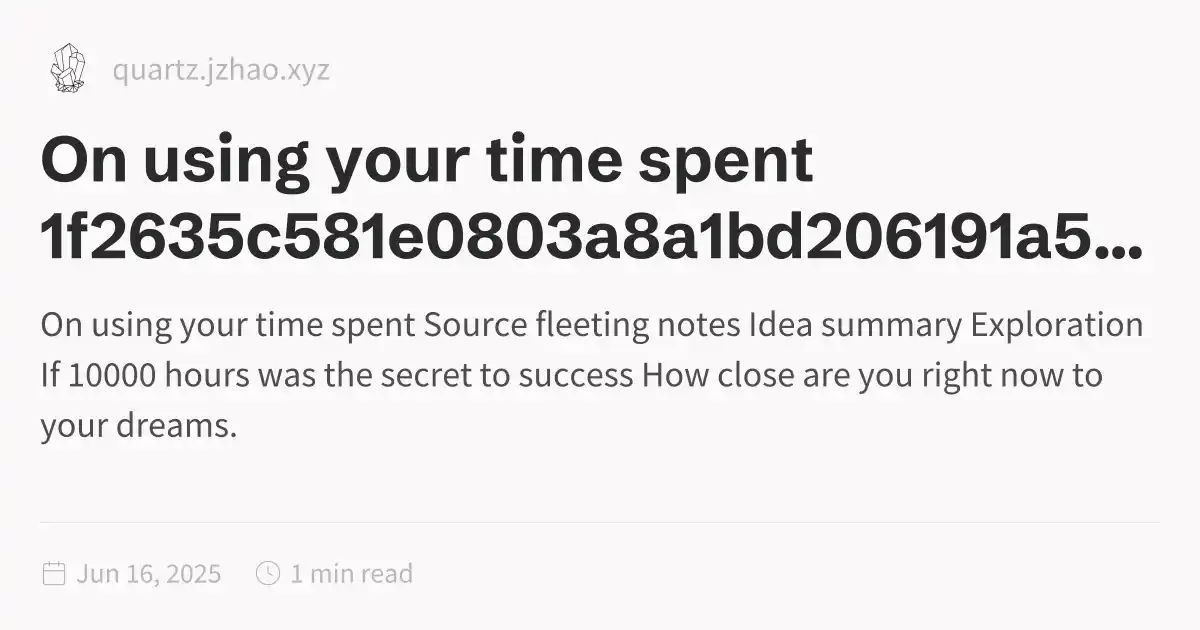 quartz.jzhao.xyz
On using your time spent
1f2635c581e0803a8a1bd206191a5...
On using your time spent Source fleeting notes Idea summary Exploration
If 10000 hours was the secret to success How close are you right now to
your dreams.
Jun 16, 2025 1 min read